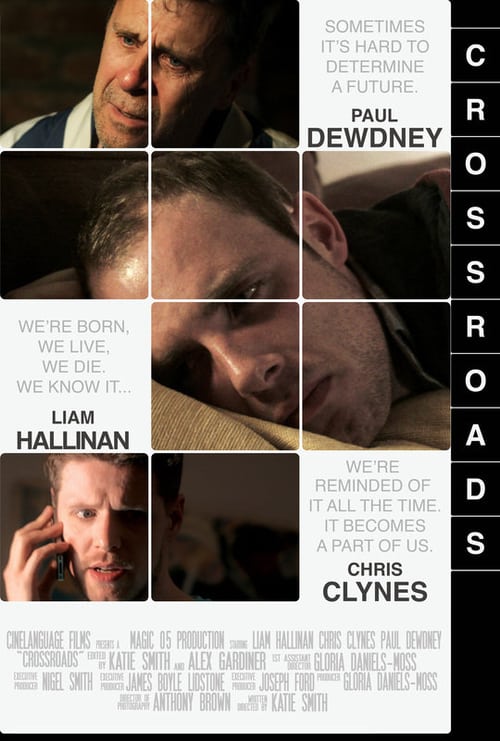 SOMETIMES
IT'S HARD TO
DETERMINE
A FUTURE.
PAUL
DEWDNEY
CROSSROADS
WE'RE BORN,
WE LIVE,
WE DIE.
WE KNOW IT...
LIAM
HALLINAN
WE'RE
REMINDED OF
IT ALL THE TIME.
IT BECOMES
A PART OF US.
CHRIS
CLYNES
CINELANGUAGE FILMS PRESENTS A MAGIC 05 PRODUCTION STARRING LIAM HALLINAN CHRIS CLYNES PAUL DEWDNEY
"CROSSROADS" EDITED BY KATIE SMITH AND ALEX GARDINER 1ST ASSISTANT DIRECTOR GLORIA DANIELS-MOSS
EXECUTIVE PRODUCER NIGEL SMITH EXECUTIVE PRODUCER JAMES BOYLE LIDSTONE EXECUTIVE PRODUCER JOSEPH FORD PRODUCER GLORIA DANIELS-MOSS
DIRECTOR OF PHOTOGRAPHY ANTHONY BROWN WRITTEN DIRECTED BY KATIE SMITH